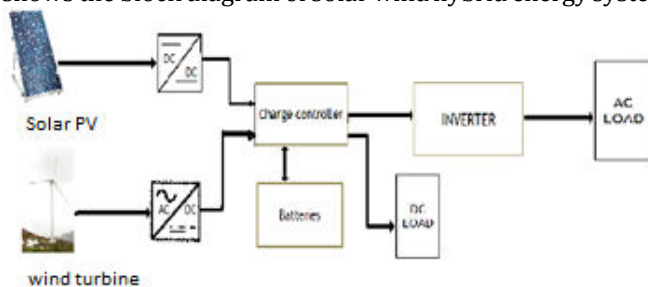 shows the block diagram of solar wind hybrid energy syste
DC
DC
Solar PV
charge controller
INVERTER
AC
LOAD
AC
DC
Batteries
DC
LOAD
wind turbine